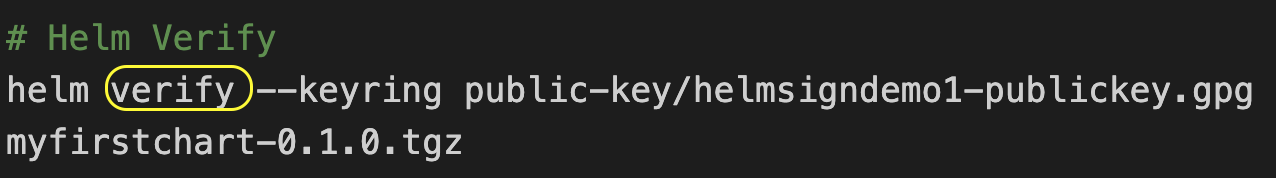 # Helm Verify
helm verify --keyring public-key/helmsigndemo1-publickey.gpg
myfirstchart-0.1.0.tgz